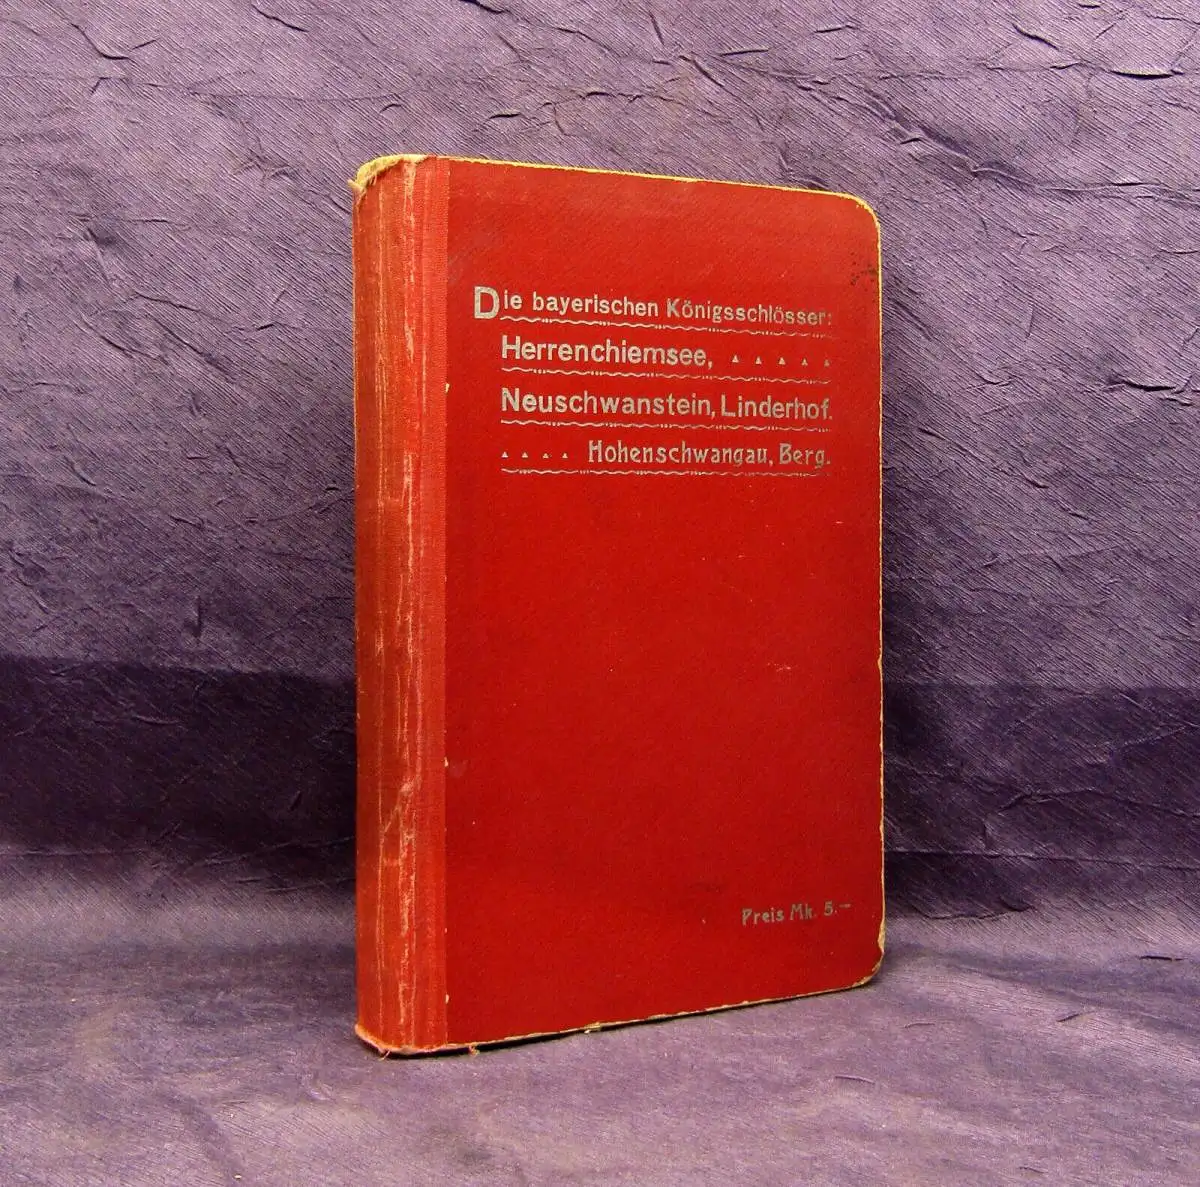 Die bayerischen Königsschlösser:
Herrenchiemsee,
Neuschwanstein, Linderhof.
Hohenschwangau, Berg.
Preis Mk. 5.—